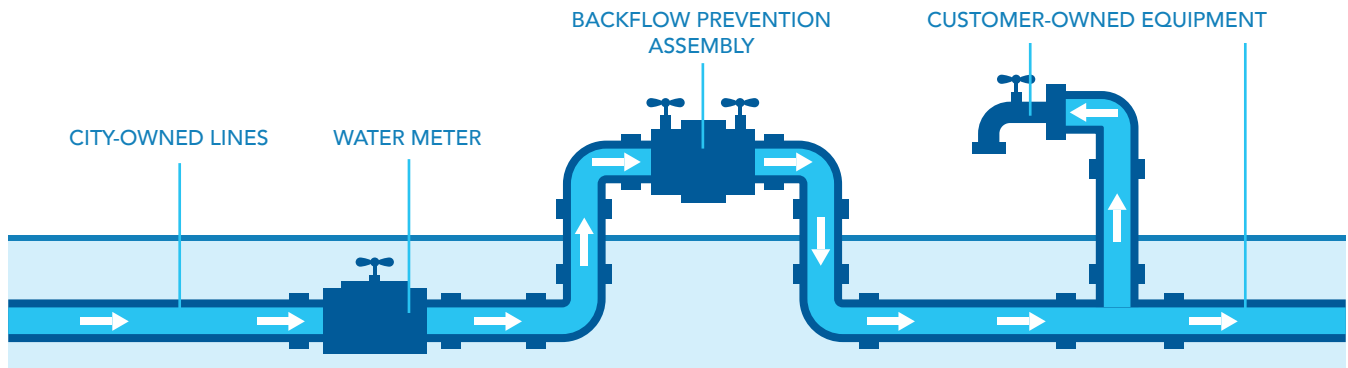 BACKFLOW PREVENTION
ASSEMBLY
CUSTOMER-OWNED EQUIPMENT
CITY-OWNED LINES
WATER METER